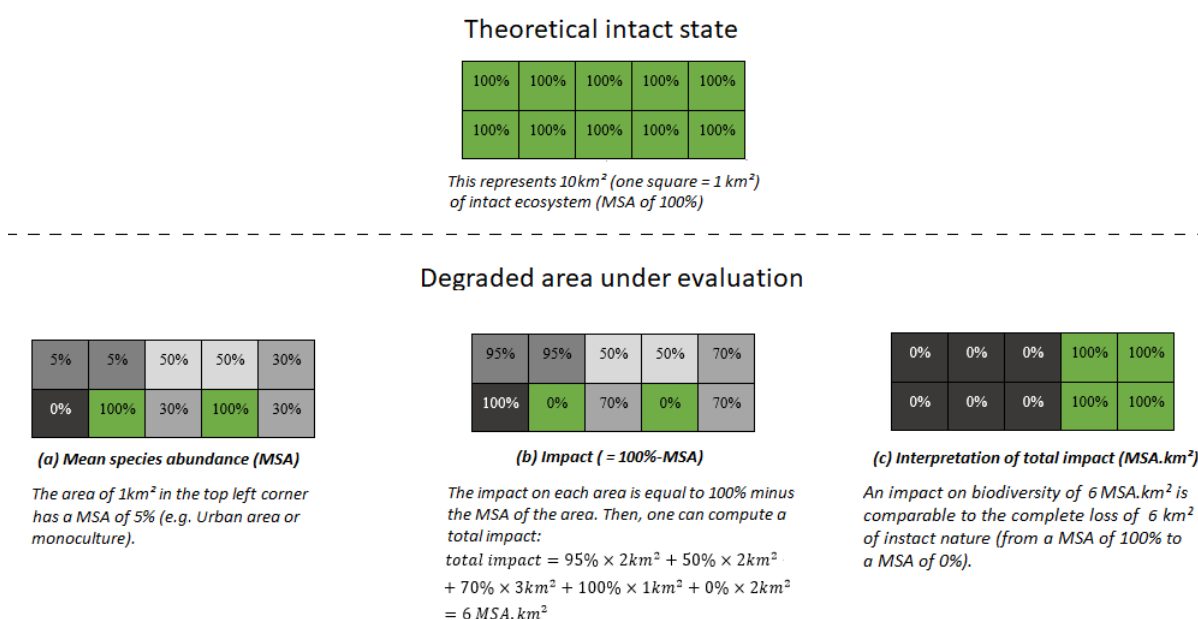 Theoretical intact state
100% 100% 100% 100% 100%
100% 100% 100% 100% 100%
This represents 10km² (one square = 1 km²)
of intact ecosystem (MSA of 100%)
Degraded area under evaluation
5% 5% 50% 50% 30%
0% 100% 30% 100% 30%
(a) Mean species abundance (MSA)
The area of 1km² in the top left corner
has a MSA of 5% (e.g. Urban area or
monoculture).
95% 95% 50% 50% 70%
100% 0% 70% 0% 70%
(b) Impact ( = 100%-MSA)
The impact on each area is equal to 100% minus
the MSA of the area. Then, one can compute a
total impact:
total impact = 95% × 2km² + 50% × 2km²
+ 70% × 3km² + 100% × 1km² + 0% × 2km²
= 6 MSA.km²
0% 0% 0% 100% 100%
0% 0% 0% 100% 100%
(c) Interpretation of total impact (MSA.km²)
An impact on biodiversity of 6 MSA.km² is
comparable to the complete loss of 6 km²
of instact nature (from a MSA of 100% to
a MSA of 0%).